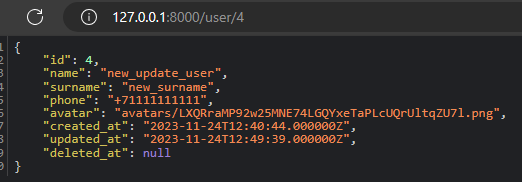 127.0.0.1:8000/user/4
{
"id": 4,
"name": "new_update_user",
"surname": "new_surname",
"phone": "+71111111111",
"avatar": "avatars/LXQRraMP92w25MNE74LGQYxeTaPLcUQrUltqZU7l.png",
"created_at": "2023-11-24T12:40:44.000000Z",
"updated_at": "2023-11-24T12:49:39.000000Z",
"deleted_at": null
}